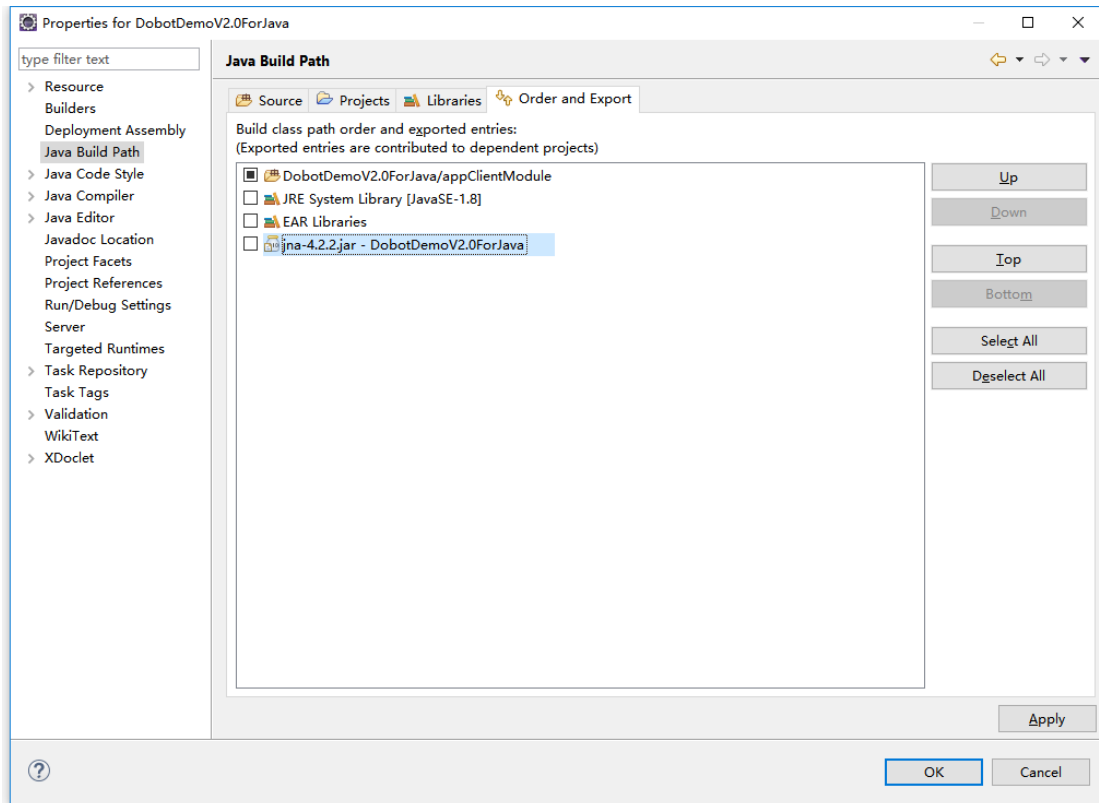 Properties for DobotDemoV2.0ForJava
type filter text
Java Build Path
Resource
Builders
Deployment Assembly
Java Build Path
Java Code Style
Java Compiler
Java Editor
Javadoc Location
Project Facets
Project References
Run/Debug Settings
Server
Targeted Runtimes
Task Repository
Task Tags
Validation
WikiText
XDoclet
Source Projects Libraries Order and Export
Build class path order and exported entries:
(Exported entries are contributed to dependent projects)
DobotDemoV2.0ForJava/appClientModule
JRE System Library [JavaSE-1.8]
EAR Libraries
jna-4.2.2.jar - DobotDemoV2.0ForJava
Up
Down
Top
Bottom
Select All
Deselect All
Apply
?
OK Cancel